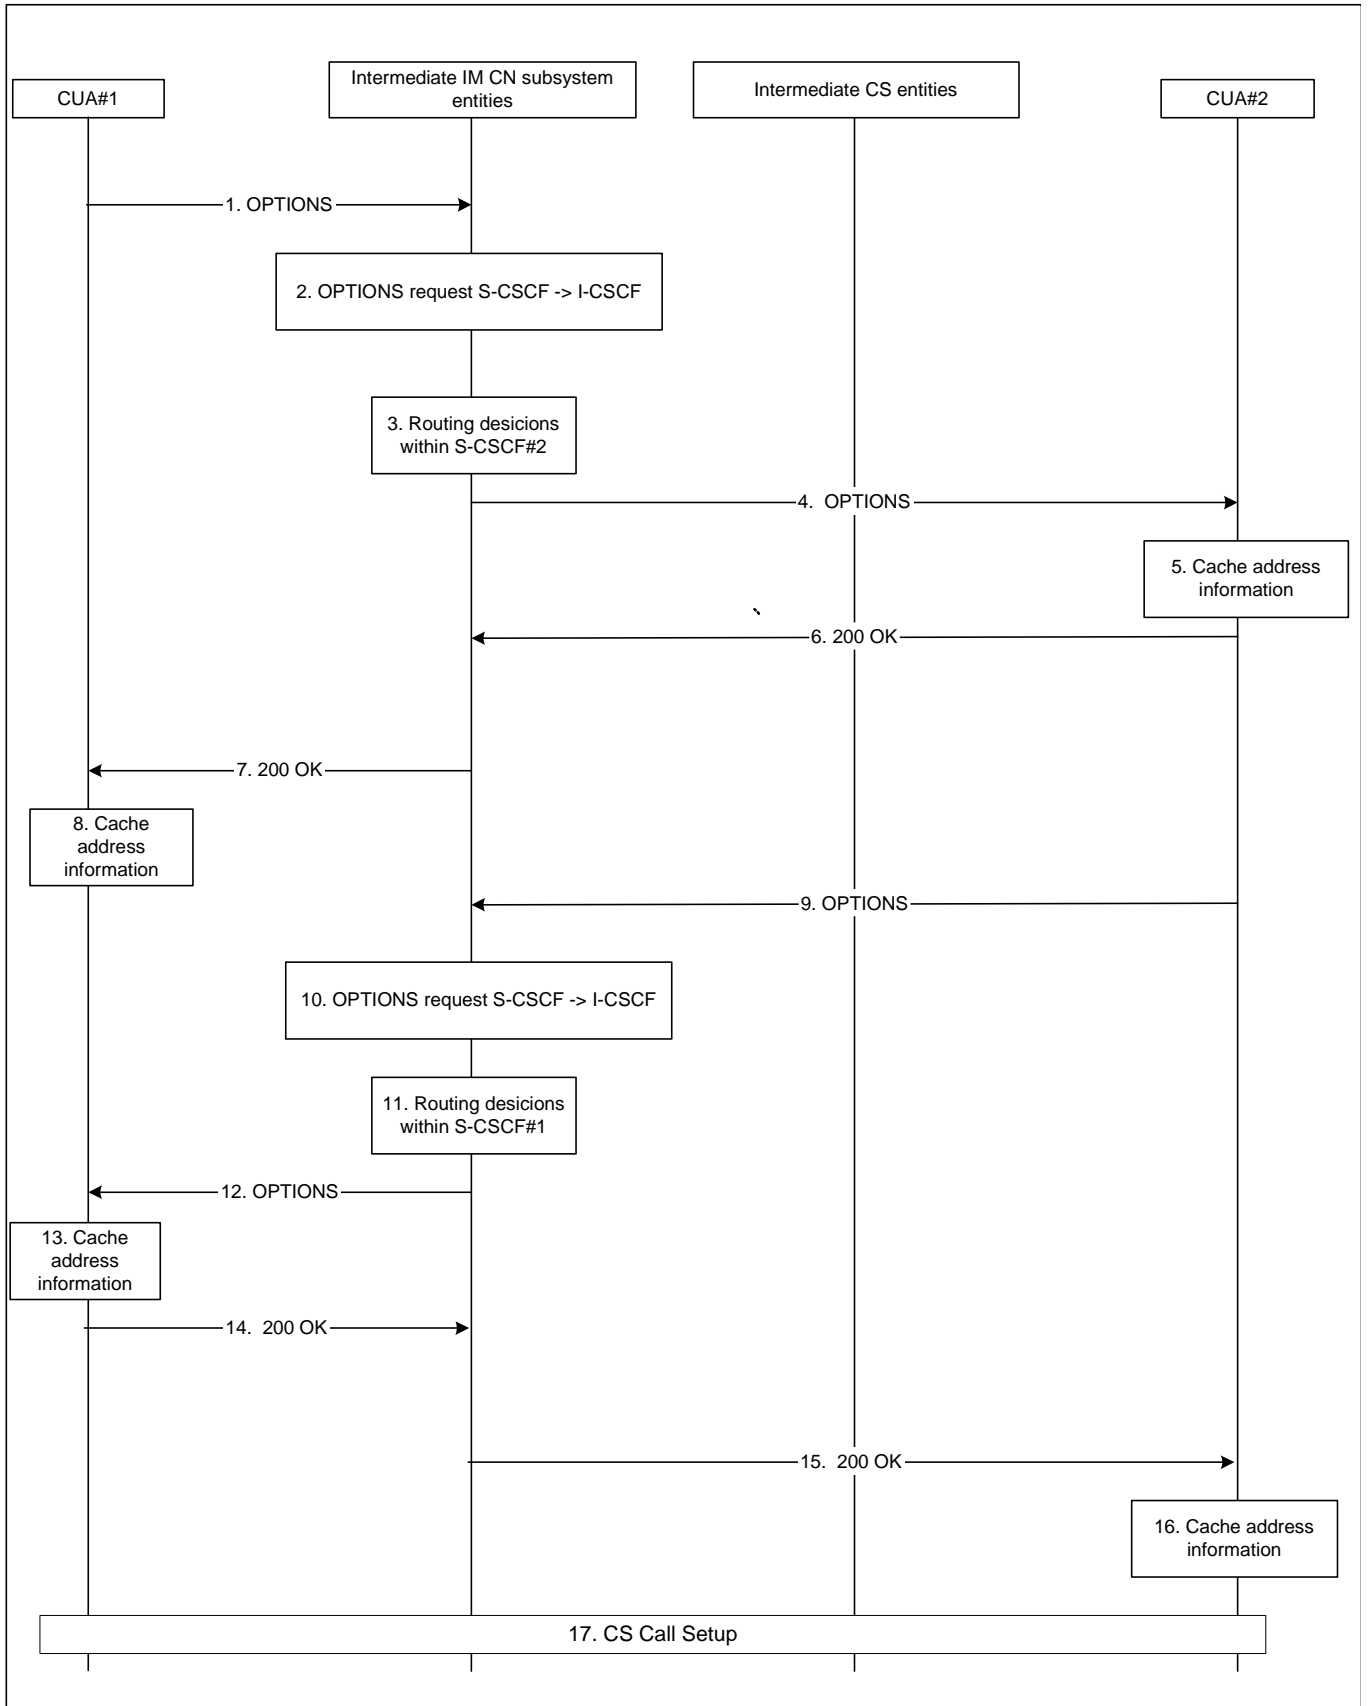 CUA#1
Intermediate IM CN subsystem
entities
Intermediate CS entities
CUA#2
1. OPTIONS
2. OPTIONS request S-CSCF -> I-CSCF
3. Routing desicions
within S-CSCF#2
4. OPTIONS
5. Cache address
information
6. 200 OK
7. 200 OK
8. Cache
address
information
9. OPTIONS
10. OPTIONS request S-CSCF -> I-CSCF
11. Routing desicions
within S-CSCF#1
12. OPTIONS
13. Cache
address
information
14. 200 OK
15. 200 OK
16. Cache address
information
17. CS Call Setup